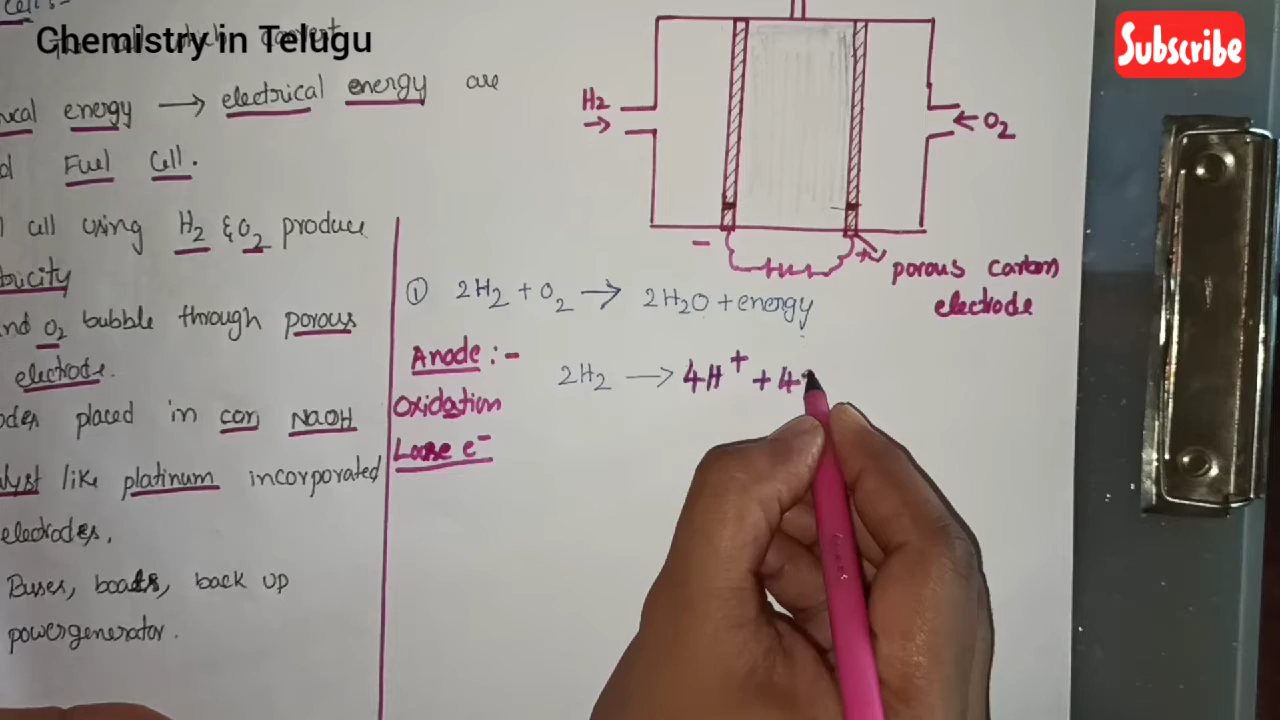 Chemistry in Telugu
Subscribe
energy → electrical energy are
Fuel Cell.
cell using H2 & O2 produce
and O2 bubble through porous
electrode.
placed in con NaOH
like platinum incorporated
electrodes.
Buses, boats, back up
powergenerator.
H2
→
← O2
-
+
porous carbon
electrode
① 2H2 + O2 → 2H2O + energy
Anode :-
2H2 → 4H+ + 4
Oxidation
Loose e-